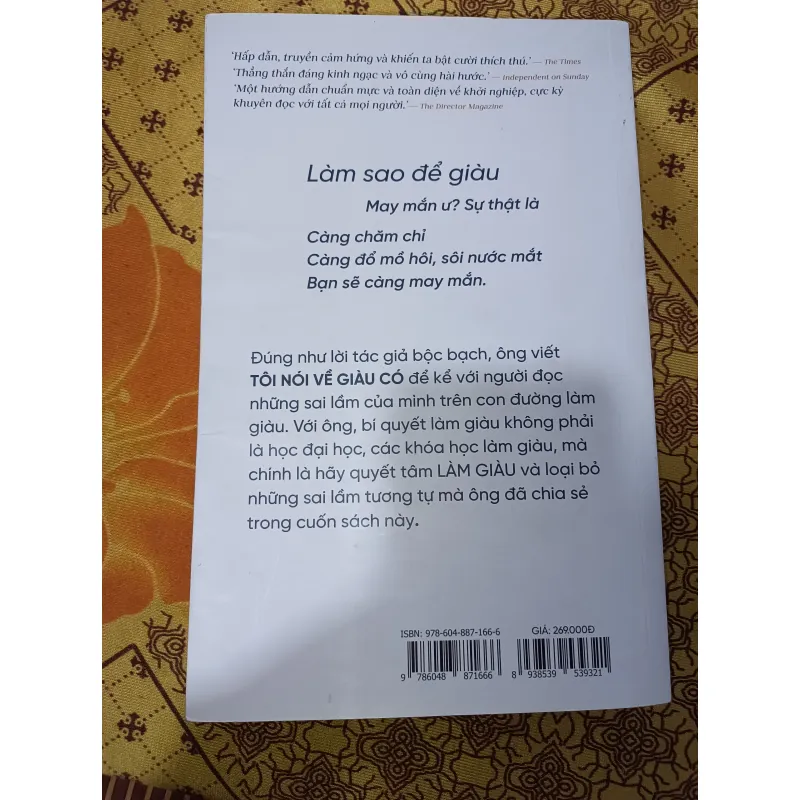 'Hấp dẫn, truyền cảm hứng và khiến ta bật cười thích thú.' — The Times
'Thẳng thắn đáng kinh ngạc và vô cùng hài hước.' — Independent on Sunday
'Một hướng dẫn chuẩn mực và toàn diện về khởi nghiệp, cực kỳ
khuyên đọc với tất cả mọi người.' — The Director Magazine
Làm sao để giàu
May mắn ư? Sự thật là
Càng chăm chỉ
Càng đổ mồ hôi, sôi nước mắt
Bạn sẽ càng may mắn.
Đúng như lời tác giả bộc bạch, ông viết
TÔI NÓI VỀ GIÀU CÓ để kể với người đọc
những sai lầm của mình trên con đường làm
giàu. Với ông, bí quyết làm giàu không phải
là học đại học, các khóa học làm giàu, mà
chính là hãy quyết tâm LÀM GIÀU và loại bỏ
những sai lầm tương tự mà ông đã chia sẻ
trong cuốn sách này.
ISBN: 978-604-887-166-6 GIÁ: 269.000Đ
9 786048 871666 8 938539 539321